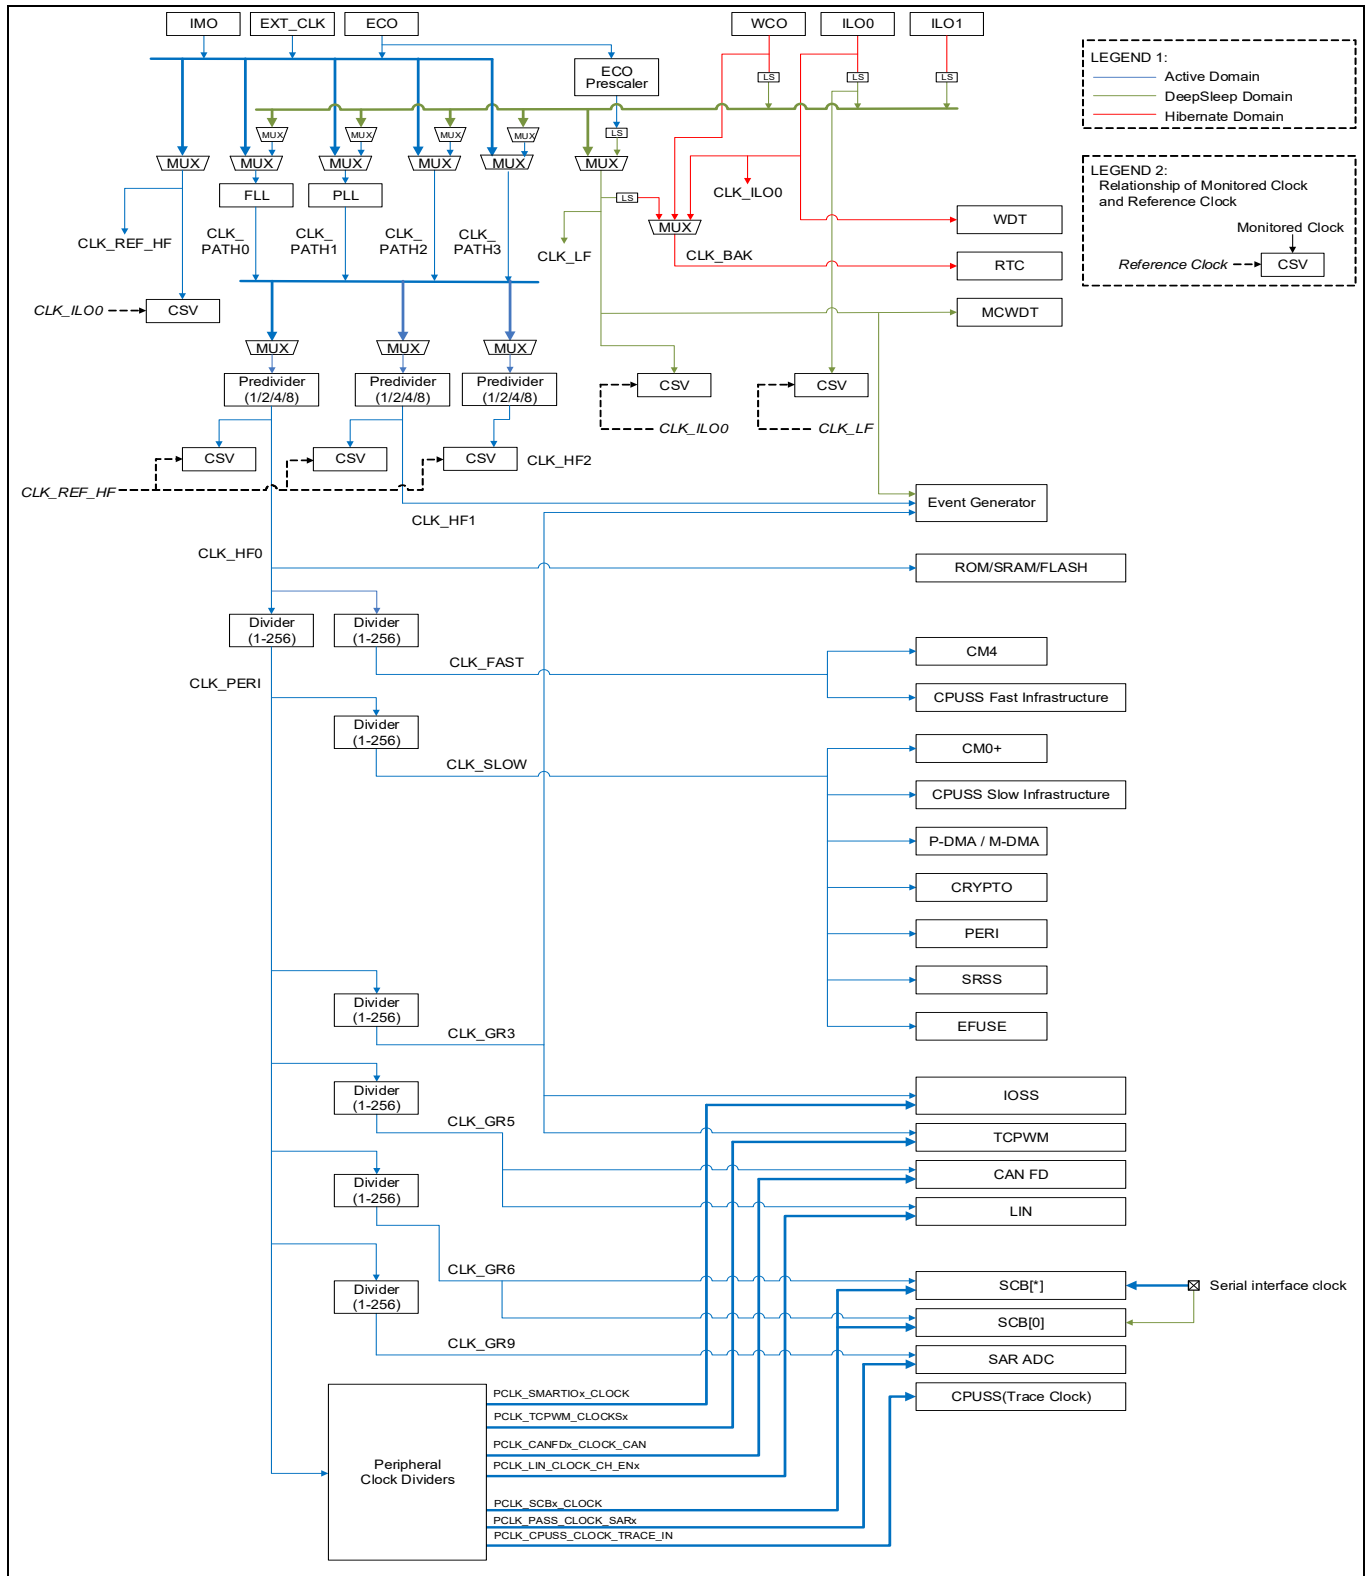 IMO
EXT_CLK
ECO
WCO
ILO0
ILO1
LEGEND 1:
Active Domain
DeepSleep Domain
Hibernate Domain
ECO
Prescaler
LS
LS
LS
LS
MUX
MUX
MUX
MUX
MUX
MUX
MUX
MUX
MUX
MUX
LEGEND 2:
Relationship of Monitored Clock
and Reference Clock
Monitored Clock
Reference Clock
CSV
FLL
PLL
LS
CLK_ILO0
MUX
WDT
CLK_REF_HF
CLK_
PATH0
CLK_
PATH1
CLK_
PATH2
CLK_
PATH3
CLK_LF
CLK_BAK
RTC
CLK_ILO0
CSV
MCWDT
MUX
MUX
MUX
Predivider
(1/2/4/8)
Predivider
(1/2/4/8)
Predivider
(1/2/4/8)
CSV
CSV
CLK_ILO0
CLK_LF
CSV
CSV
CSV
CLK_HF2
CLK_REF_HF
Event Generator
CLK_HF1
CLK_HF0
ROM/SRAM/FLASH
Divider
(1-256)
Divider
(1-256)
CLK_FAST
CM4
CLK_PERI
CPUSS Fast Infrastructure
Divider
(1-256)
CLK_SLOW
CM0+
CPUSS Slow Infrastructure
P-DMA / M-DMA
CRYPTO
PERI
SRSS
EFUSE
Divider
(1-256)
CLK_GR3
Divider
(1-256)
CLK_GR5
IOSS
TCPWM
CAN FD
LIN
Divider
(1-256)
CLK_GR6
SCB[*]
Serial interface clock
Divider
(1-256)
SCB[0]
CLK_GR9
SAR ADC
CPUSS(Trace Clock)
Peripheral
Clock Dividers
PCLK_SMARTIOx_CLOCK
PCLK_TCPWM_CLOCKSx
PCLK_CANFDx_CLOCK_CAN
PCLK_LIN_CLOCK_CH_ENx
PCLK_SCBx_CLOCK
PCLK_PASS_CLOCK_SARx
PCLK_CPUSS_CLOCK_TRACE_IN